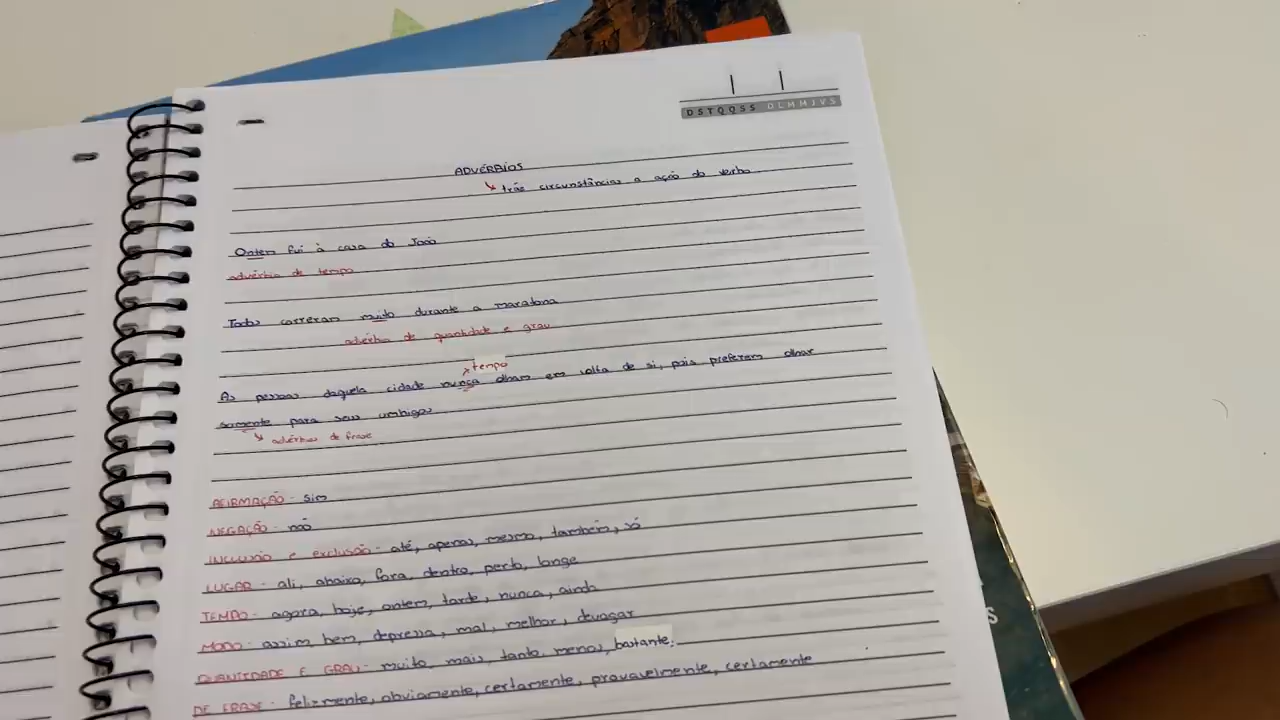 DSTQQSS DLMMJVS
ADVÉRBIOS
↳ trás circunstâncias a ação do verbo
Ontem fui à casa do João
advérbio de tempo
Todos correram muito durante a maratona
advérbio de quantidade e grau
tempo
As pessoas daquela cidade nunca olham em volta de si, pois preferem olhar
somente para seus umbigos
↳ advérbios de frase
AFIRMAÇÃO - sim
NEGAÇÃO - não
INCLUSÃO e exclusão - até, apenas, mesmo, também, só
LUGAR - ali, abaixo, fora, dentro, perto, longe
TEMPO - agora, hoje, ontem, tarde, nunca, ainda
MODO - assim, bem, depressa, mal, melhor, devagar
QUANTIDADE E GRAU - muito, mais, tanto, menos, bastante;
DE FRASE - felizmente, obviamente, certamente, provavelmente, certamente
S